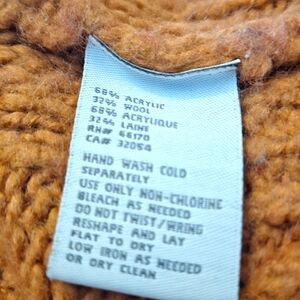 68% ACRYLIC
32% WOOL
68% ACRYLIQUE
32% LAINE
RN# 66170
CA# 32054
HAND WASH COLD
SEPARATELY
USE ONLY NON-CHLORINE
BLEACH AS NEEDED
DO NOT TWIST/WRING
RESHAPE AND LAY
FLAT TO DRY
LOW IRON AS NEEDED
OR DRY CLEAN